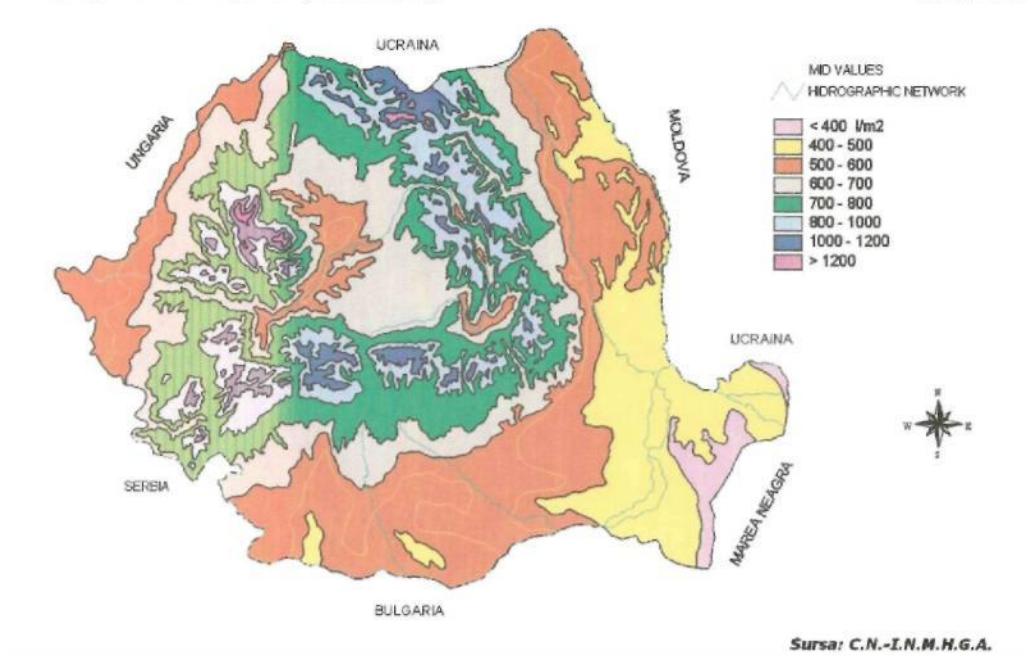 UCRAINA
MID VALUES
HIDROGRAPHIC NETWORK
UNGARIA
MOLDOVA
< 400 l/m2
400 - 500
500 - 600
600 - 700
700 - 800
800 - 1000
1000 - 1200
> 1200
UCRAINA
N
W E
S
SERBIA
MAREA NEAGRA
BULGARIA
Sursa: C.N.-I.N.M.H.G.A.